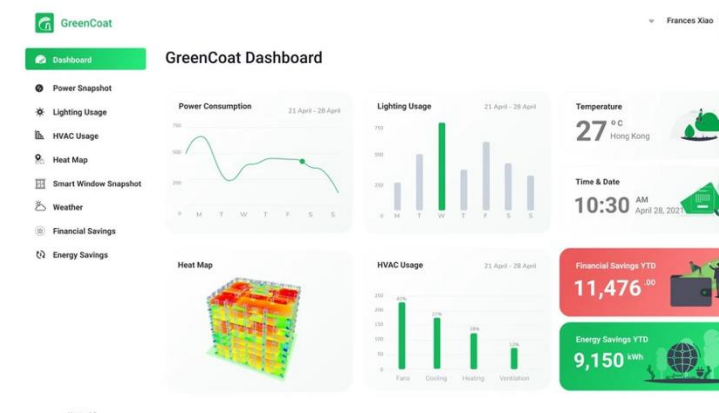 GreenCoat
Frances Xiao
Dashboard
Power Snapshot
Lighting Usage
HVAC Usage
Heat Map
Smart Window Snapshot
Weather
Financial Savings
Energy Savings
GreenCoat Dashboard
Power Consumption
21 April - 28 April
500
0
M T W T F S S
Lighting Usage
21 April - 28 April
500
250
0
M T W T F S S
Temperature
27 °C
Hong Kong
Time & Date
10:30 AM
April 28, 2021
Heat Map
HVAC Usage
21 April - 28 April
200
150
100
50
0
Fans Cooling Heating Ventilation
Financial Savings YTD
11,476 .00
Energy Savings YTD
9,150 kWh